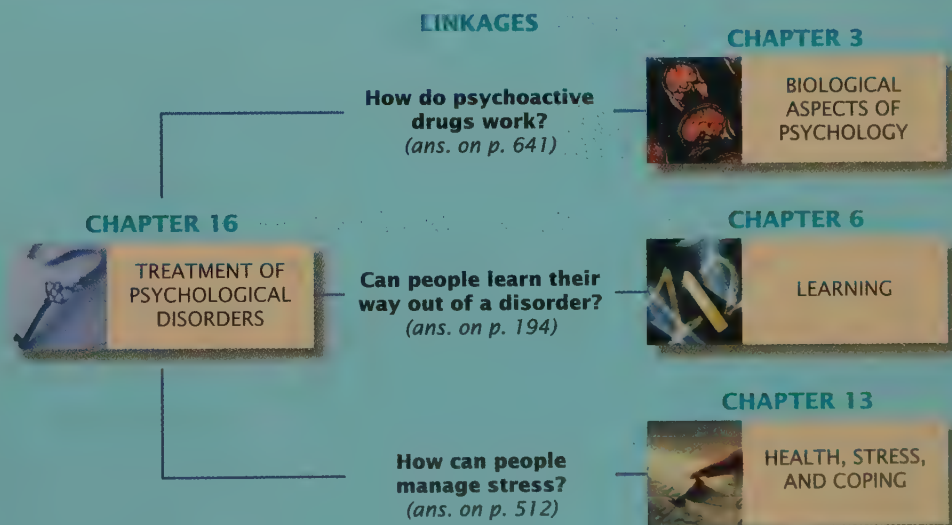 LINKAGES
CHAPTER 3
How do psychoactive
drugs work?
(ans. on p. 641)
BIOLOGICAL
ASPECTS OF
PSYCHOLOGY
CHAPTER 16
TREATMENT OF
PSYCHOLOGICAL
DISORDERS
CHAPTER 6
Can people learn their
way out of a disorder?
(ans. on p. 194)
LEARNING
CHAPTER 13
How can people
manage stress?
(ans. on p. 512)
HEALTH, STRESS,
AND COPING